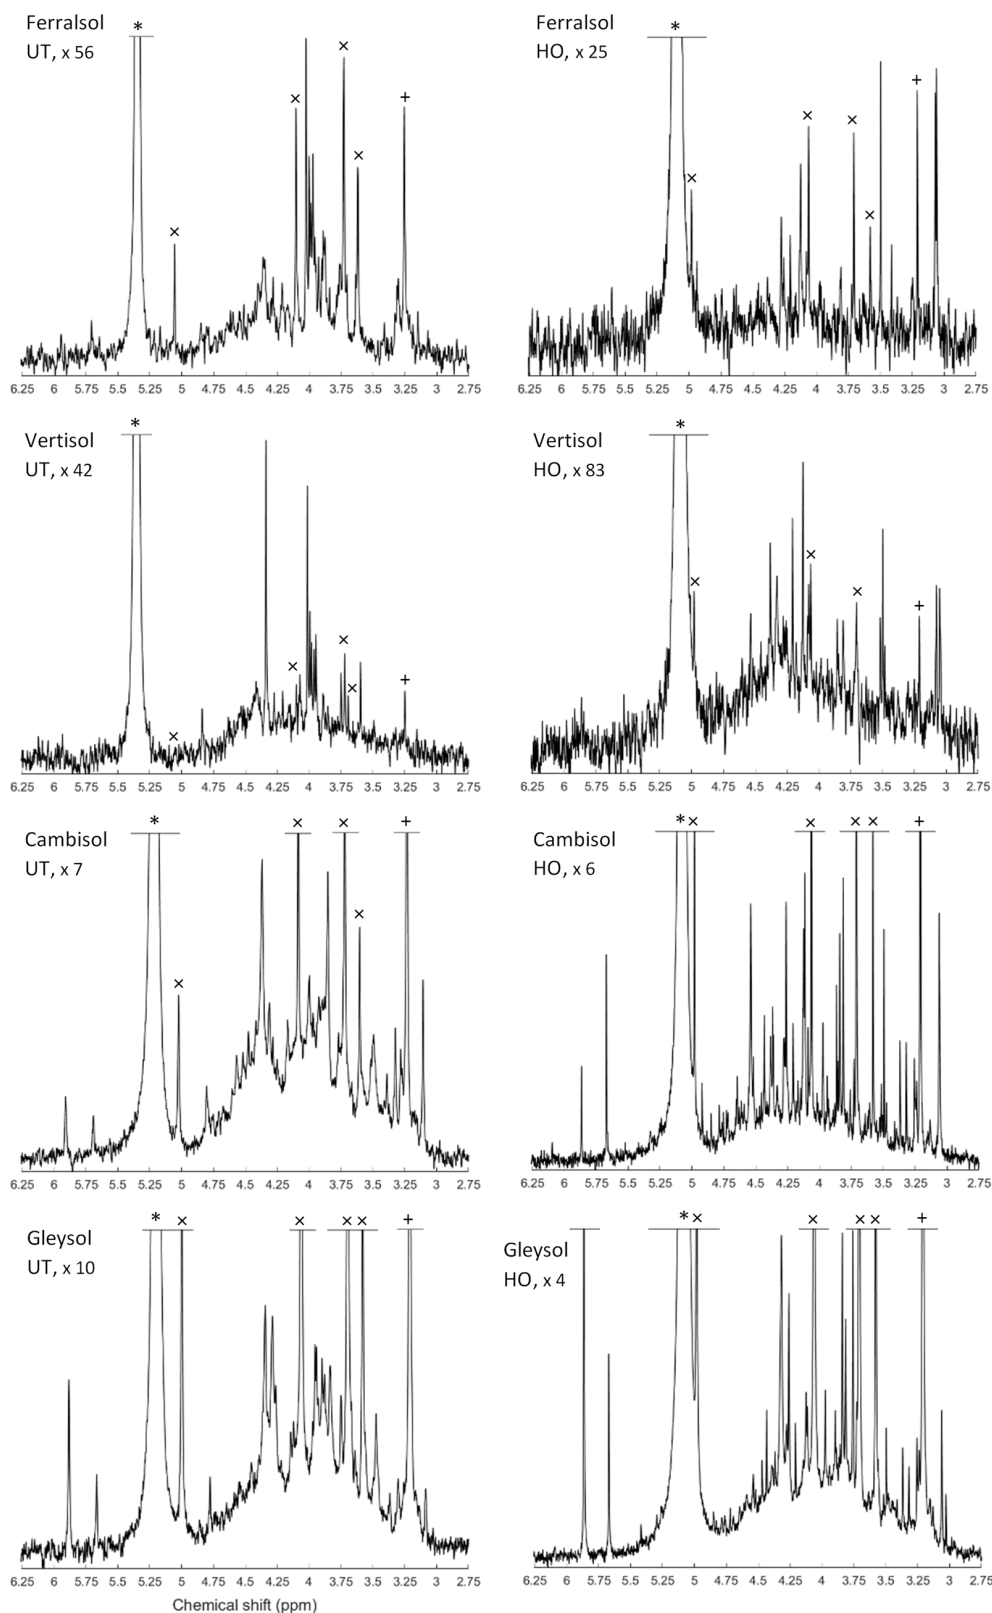 Ferralsol
UT, x 56
* × × × × +
6.25 6 5.75 5.5 5.25 5 4.75 4.5 4.25 4 3.75 3.5 3.25 3 2.75
Ferralsol
HO, x 25
* × × × × +
6.25 6 5.75 5.5 5.25 5 4.75 4.5 4.25 4 3.75 3.5 3.25 3 2.75
Vertisol
UT, x 42
* × × × × +
6.25 6 5.75 5.5 5.25 5 4.75 4.5 4.25 4 3.75 3.5 3.25 3 2.75
Vertisol
HO, x 83
* × × × +
6.25 6 5.75 5.5 5.25 5 4.75 4.5 4.25 4 3.75 3.5 3.25 3 2.75
Cambisol
UT, x 7
* × × × × +
6.25 6 5.75 5.5 5.25 5 4.75 4.5 4.25 4 3.75 3.5 3.25 3 2.75
Cambisol
HO, x 6
* × × × × +
6.25 6 5.75 5.5 5.25 5 4.75 4.5 4.25 4 3.75 3.5 3.25 3 2.75
Gleysol
UT, x 10
* × × × × +
6.25 6 5.75 5.5 5.25 5 4.75 4.5 4.25 4 3.75 3.5 3.25 3 2.75
Chemical shift (ppm)
Gleysol
HO, x 4
* × × × × +
6.25 6 5.75 5.5 5.25 5 4.75 4.5 4.25 4 3.75 3.5 3.25 3 2.75